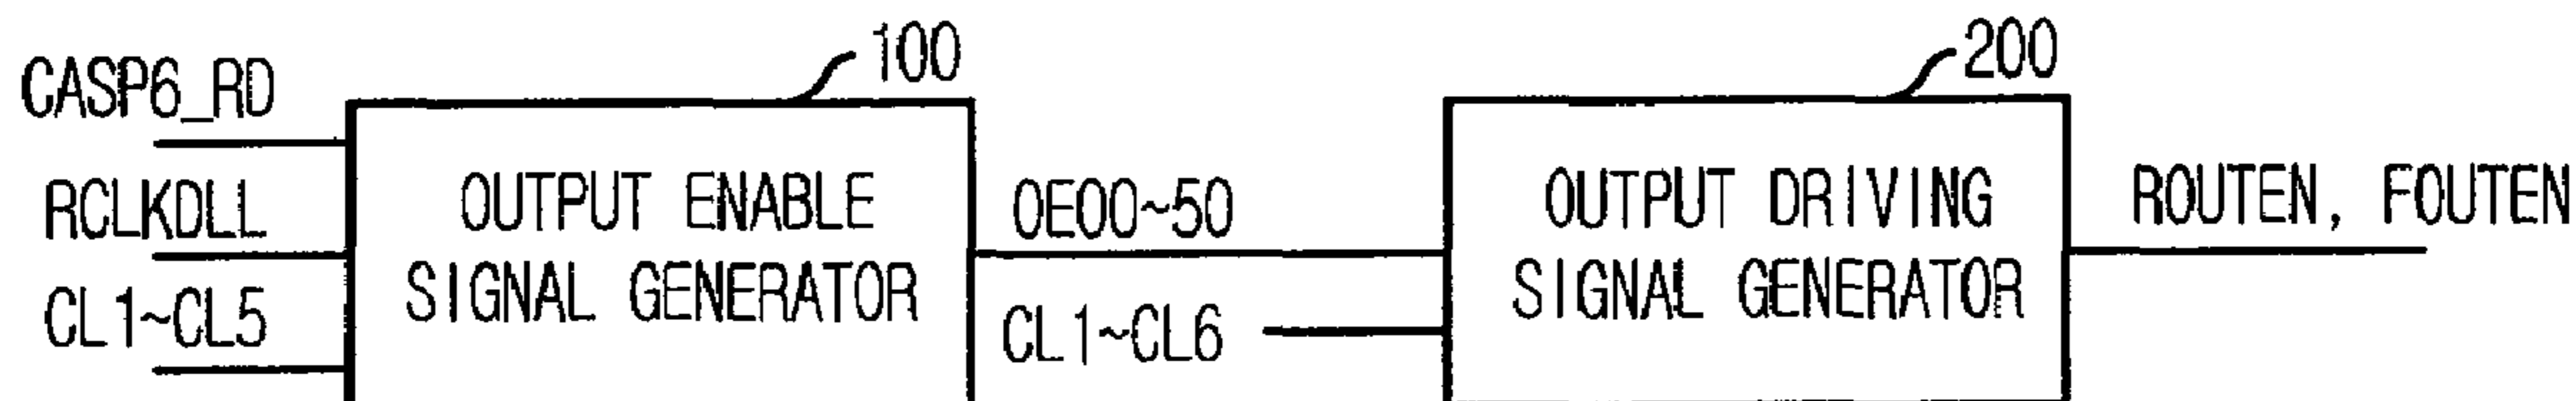 100
200
CASP6_RD
RCLKDLL
CL1~CL5
OUTPUT ENABLE
SIGNAL GENERATOR
OE00~50
CL1~CL6
OUTPUT DRIVING
SIGNAL GENERATOR
ROUTEN, FOUTEN